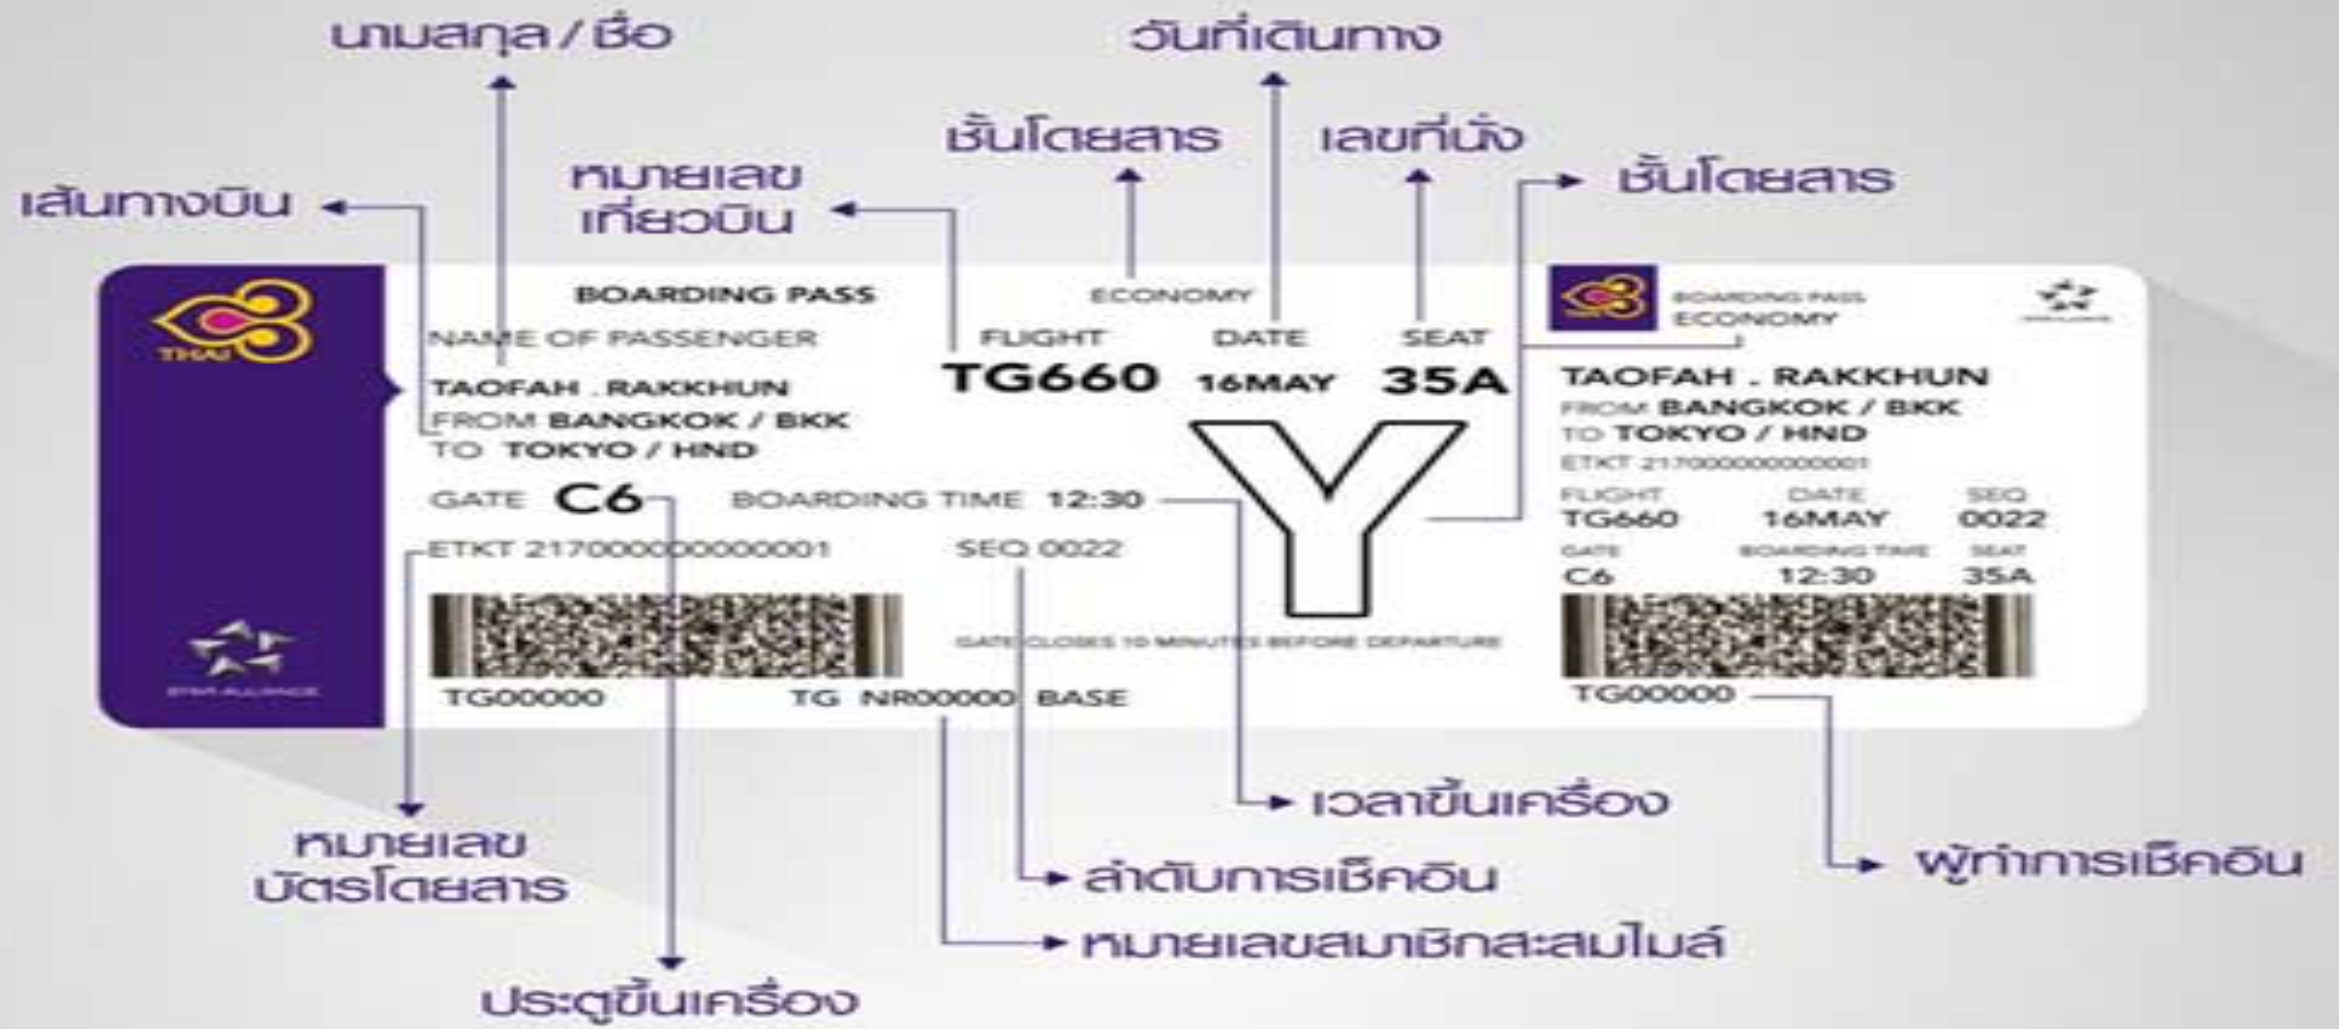 นามสกุล / ชื่อ
วันที่เดินทาง
ชั้นโดยสาร
เลขที่นั่ง
หมายเลข
เที่ยวบิน
ชั้นโดยสาร
เส้นทางบิน
THAI
BOARDING PASS
ECONOMY
NAME OF PASSENGER
FLIGHT
DATE
SEAT
TAOFAH . RAKKHUN
TG660
16MAY
35A
FROM BANGKOK / BKK
TO TOKYO / HND
GATE C6
BOARDING TIME 12:30
Y
ETKT 217000000000001
SEQ 0022
GATE CLOSES 10 MINUTES BEFORE DEPARTURE
STAR ALLIANCE
TG00000
TG NR00000 BASE
BOARDING PASS
ECONOMY
STAR ALLIANCE
TAOFAH . RAKKHUN
FROM BANGKOK / BKK
TO TOKYO / HND
ETKT 217000000000001
FLIGHT DATE SEQ
TG660 16MAY 0022
GATE BOARDING TIME SEAT
C6 12:30 35A
TG00000
เวลาขึ้นเครื่อง
หมายเลข
บัตรโดยสาร
ลำดับการเช็คอิน
ผู้ทำการเช็คอิน
หมายเลขสมาชิกสะสมไมล์
ประตูขึ้นเครื่อง